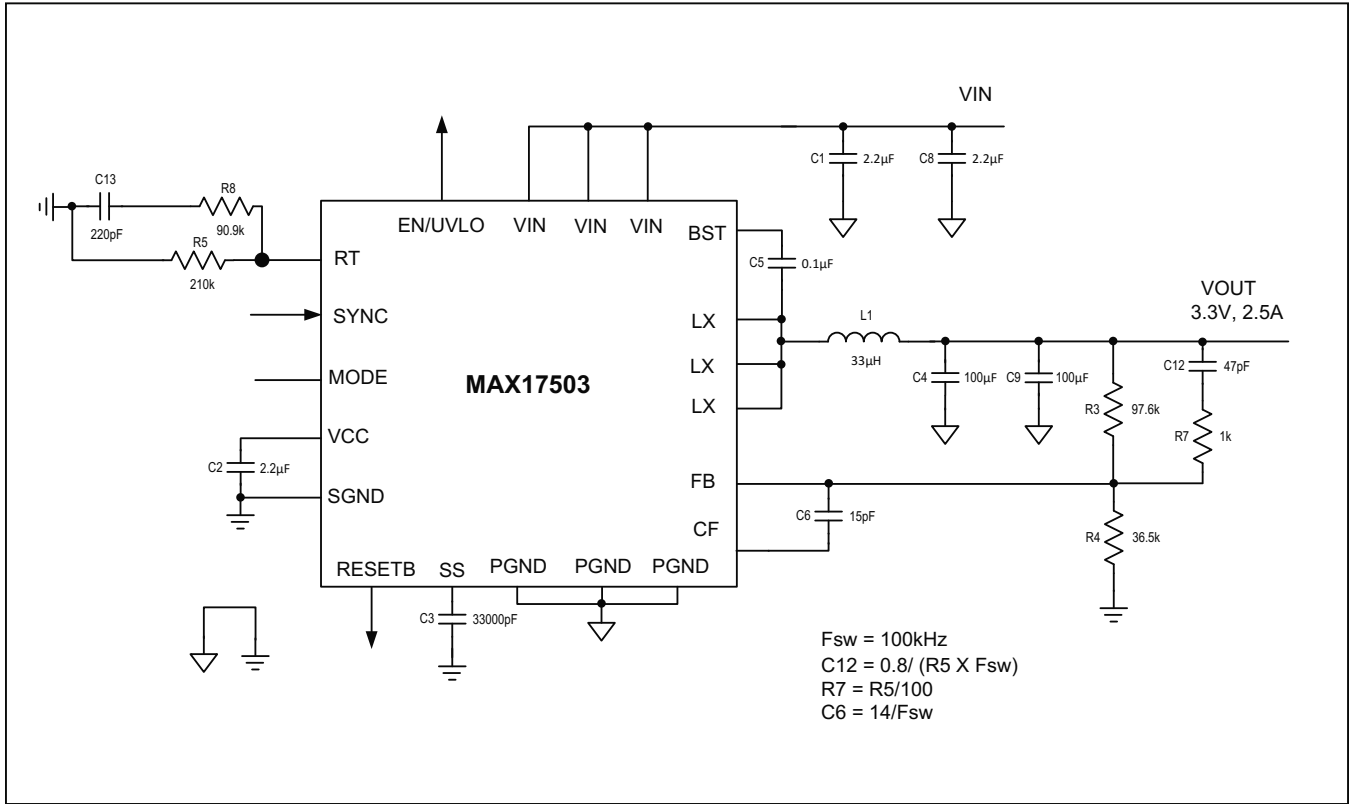 VIN
C1
2.2µF
C8
2.2µF
C13
220pF
R8
90.9k
R5
210k
EN/UVLO
VIN
VIN
VIN
BST
RT
C5
0.1µF
SYNC
LX
L1
33µH
VOUT
3.3V, 2.5A
MODE
MAX17503
LX
LX
C4
100µF
C9
100µF
C12
47pF
R3
97.6k
R7
1k
VCC
C2
2.2µF
SGND
FB
C6
15pF
CF
R4
36.5k
RESETB
SS
PGND
PGND
PGND
C3
33000pF
Fsw = 100kHz
C12 = 0.8/ (R5 X Fsw)
R7 = R5/100
C6 = 14/Fsw